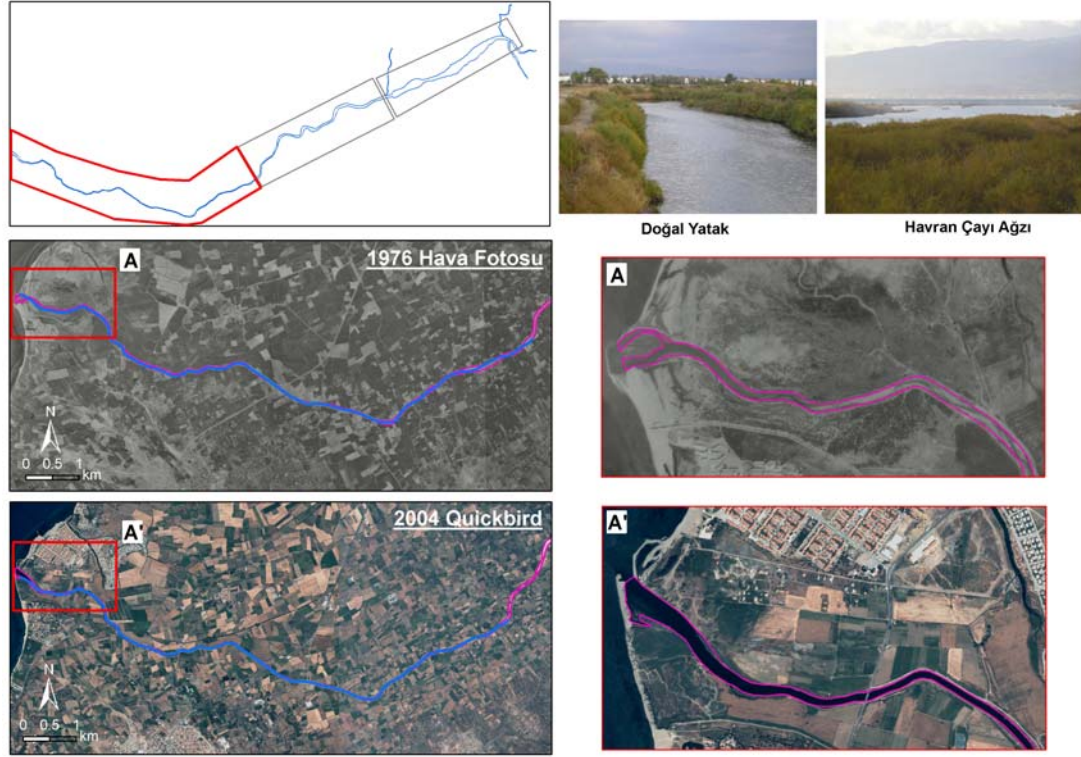 Doğal Yatak
Havran Çayı Ağzı
A
1976 Hava Fotosu
N
0 0.5 1
km
A
A'
2004 Quickbird
N
0 0.5 1
km
A'